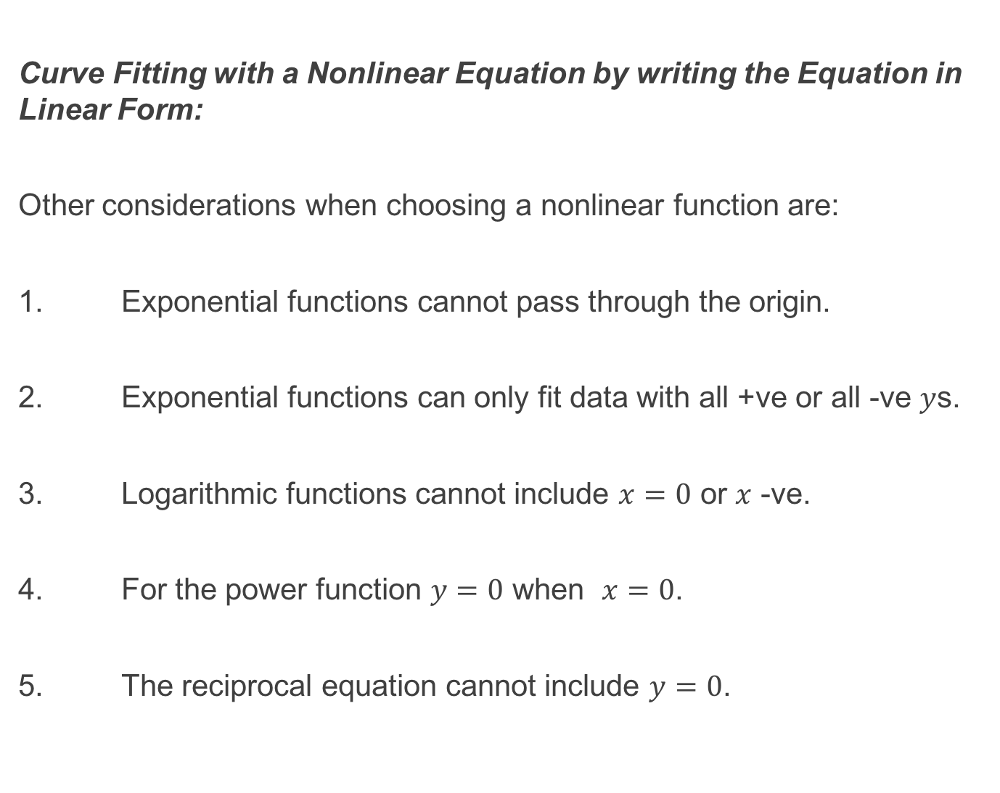 Curve Fitting with a Nonlinear Equation by writing the Equation in
Linear Form:
Other considerations when choosing a nonlinear function are:
1. Exponential functions cannot pass through the origin.
2. Exponential functions can only fit data with all +ve or all -ve 𝑦s.
3. Logarithmic functions cannot include 𝑥 = 0 or 𝑥 -ve.
4. For the power function 𝑦 = 0 when 𝑥 = 0.
5. The reciprocal equation cannot include 𝑦 = 0.